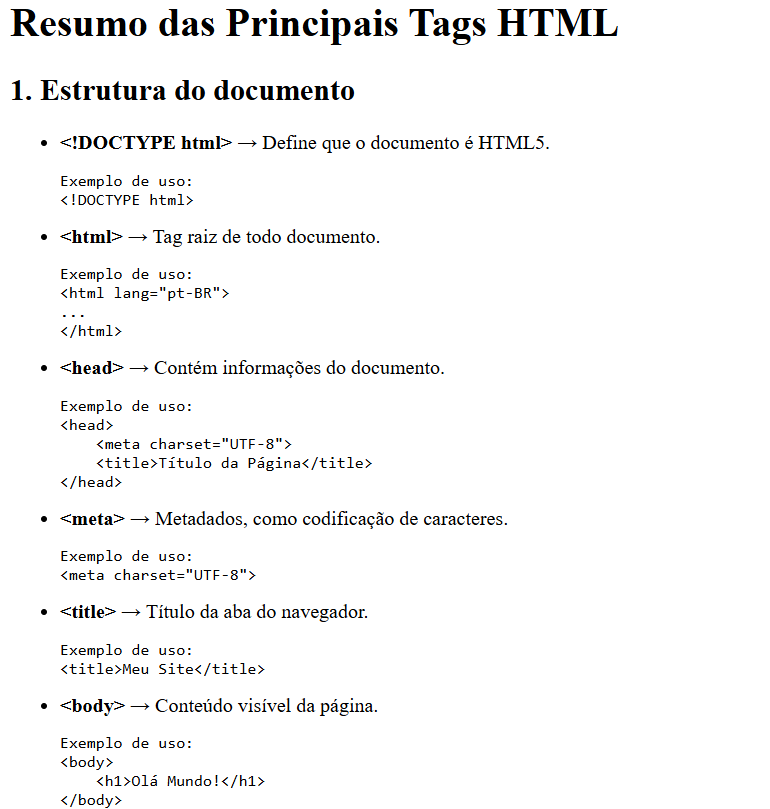 Resumo das Principais Tags HTML
1. Estrutura do documento
• <!DOCTYPE html> → Define que o documento é HTML5.
Exemplo de uso:
<!DOCTYPE html>
• <html> → Tag raiz de todo documento.
Exemplo de uso:
<html lang="pt-BR">
...
</html>
• <head> → Contém informações do documento.
Exemplo de uso:
<head>
    <meta charset="UTF-8">
    <title>Título da Página</title>
</head>
• <meta> → Metadados, como codificação de caracteres.
Exemplo de uso:
<meta charset="UTF-8">
• <title> → Título da aba do navegador.
Exemplo de uso:
<title>Meu Site</title>
• <body> → Conteúdo visível da página.
Exemplo de uso:
<body>
    <h1>Olá Mundo!</h1>
</body>